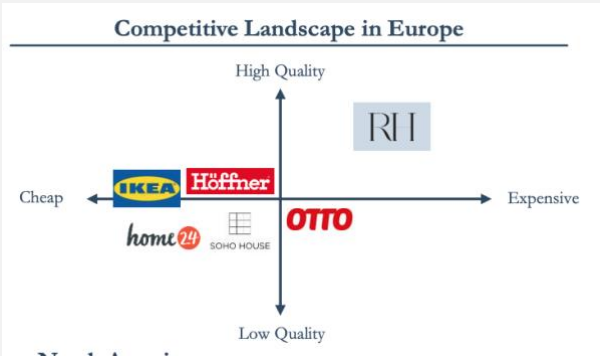 Competitive Landscape in Europe
High Quality
RH
IKEA
Höffner
Cheap
Expensive
OTTO
home24
SOHO HOUSE
Low Quality